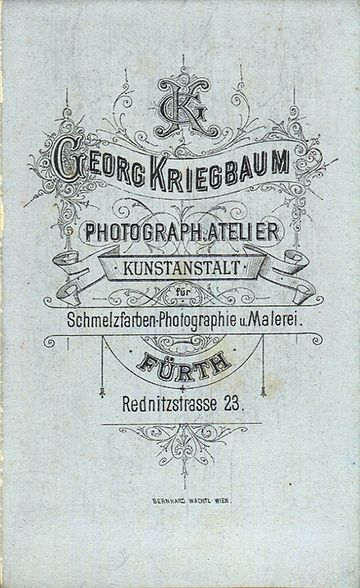 GK
GEORG KRIEGBAUM
PHOTOGRAPH. ATELIER
KUNSTANSTALT
für
Schmelzfarben-Photographie u. Malerei.
FÜRTH
Rednitzstrasse 23.
BERNHARD WACHTL WIEN.